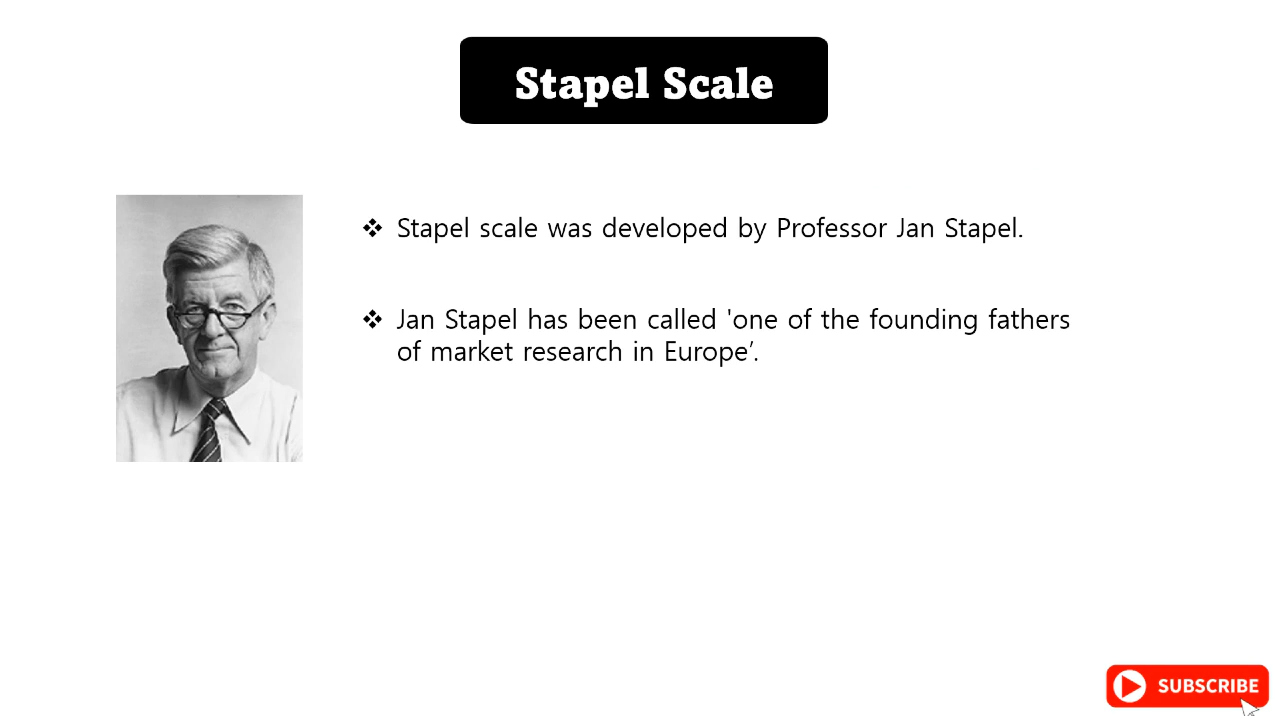 Stapel Scale
❖ Stapel scale was developed by Professor Jan Stapel.
❖ Jan Stapel has been called 'one of the founding fathers
of market research in Europe’.
SUBSCRIBE